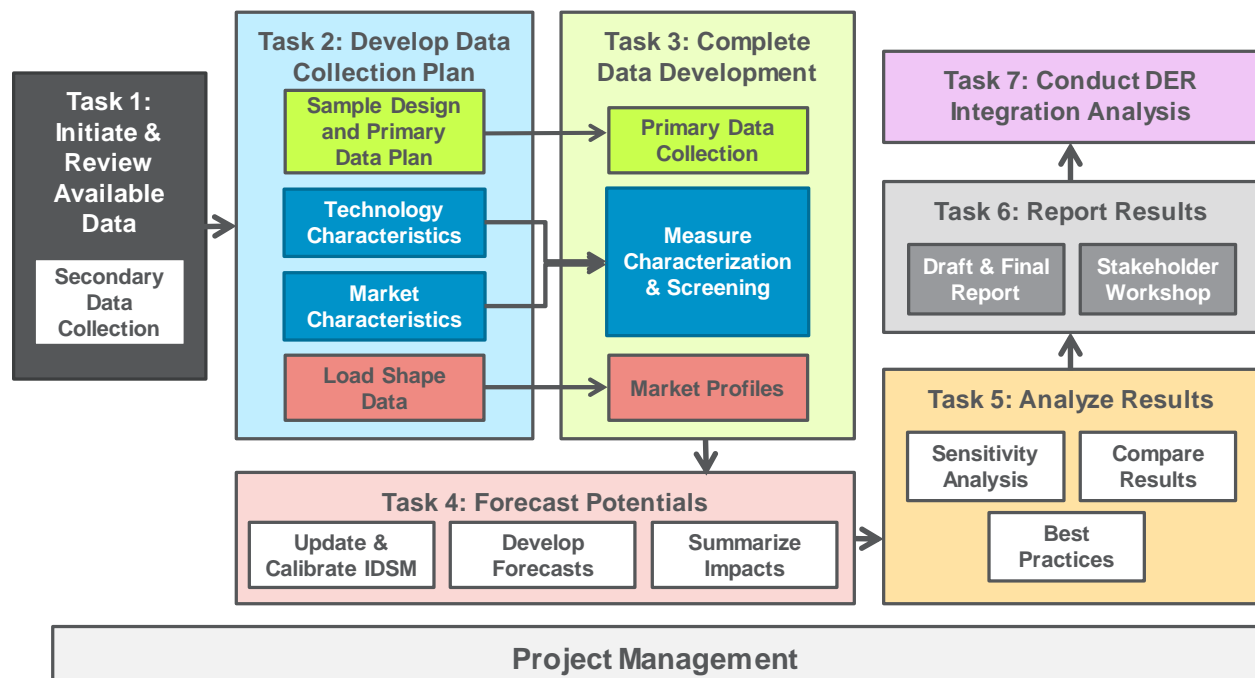 Task 1:
Initiate &
Review
Available
Data
Secondary
Data
Collection
Task 2: Develop Data
Collection Plan
Sample Design
and Primary
Data Plan
Technology
Characteristics
Market
Characteristics
Load Shape
Data
Task 3: Complete
Data Development
Primary Data
Collection
Measure
Characterization
& Screening
Market Profiles
Task 4: Forecast Potentials
Update &
Calibrate IDSM
Develop
Forecasts
Summarize
Impacts
Task 5: Analyze Results
Sensitivity
Analysis
Compare
Results
Best
Practices
Task 6: Report Results
Draft & Final
Report
Stakeholder
Workshop
Task 7: Conduct DER
Integration Analysis
Project Management